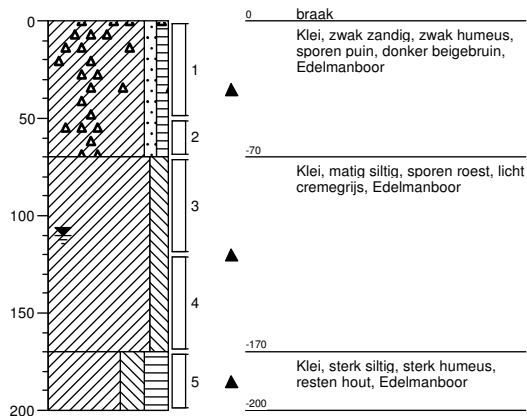 0
50
100
150
200
1
2
3
4
5
0
braak
Klei, zwak zandig, zwak humeus,
sporen puin, donker beigebruin,
Edelmanboor
-70
Klei, matig siltig, sporen roest, licht
cremegrijs, Edelmanboor
-170
Klei, sterk siltig, sterk humeus,
resten hout, Edelmanboor
-200